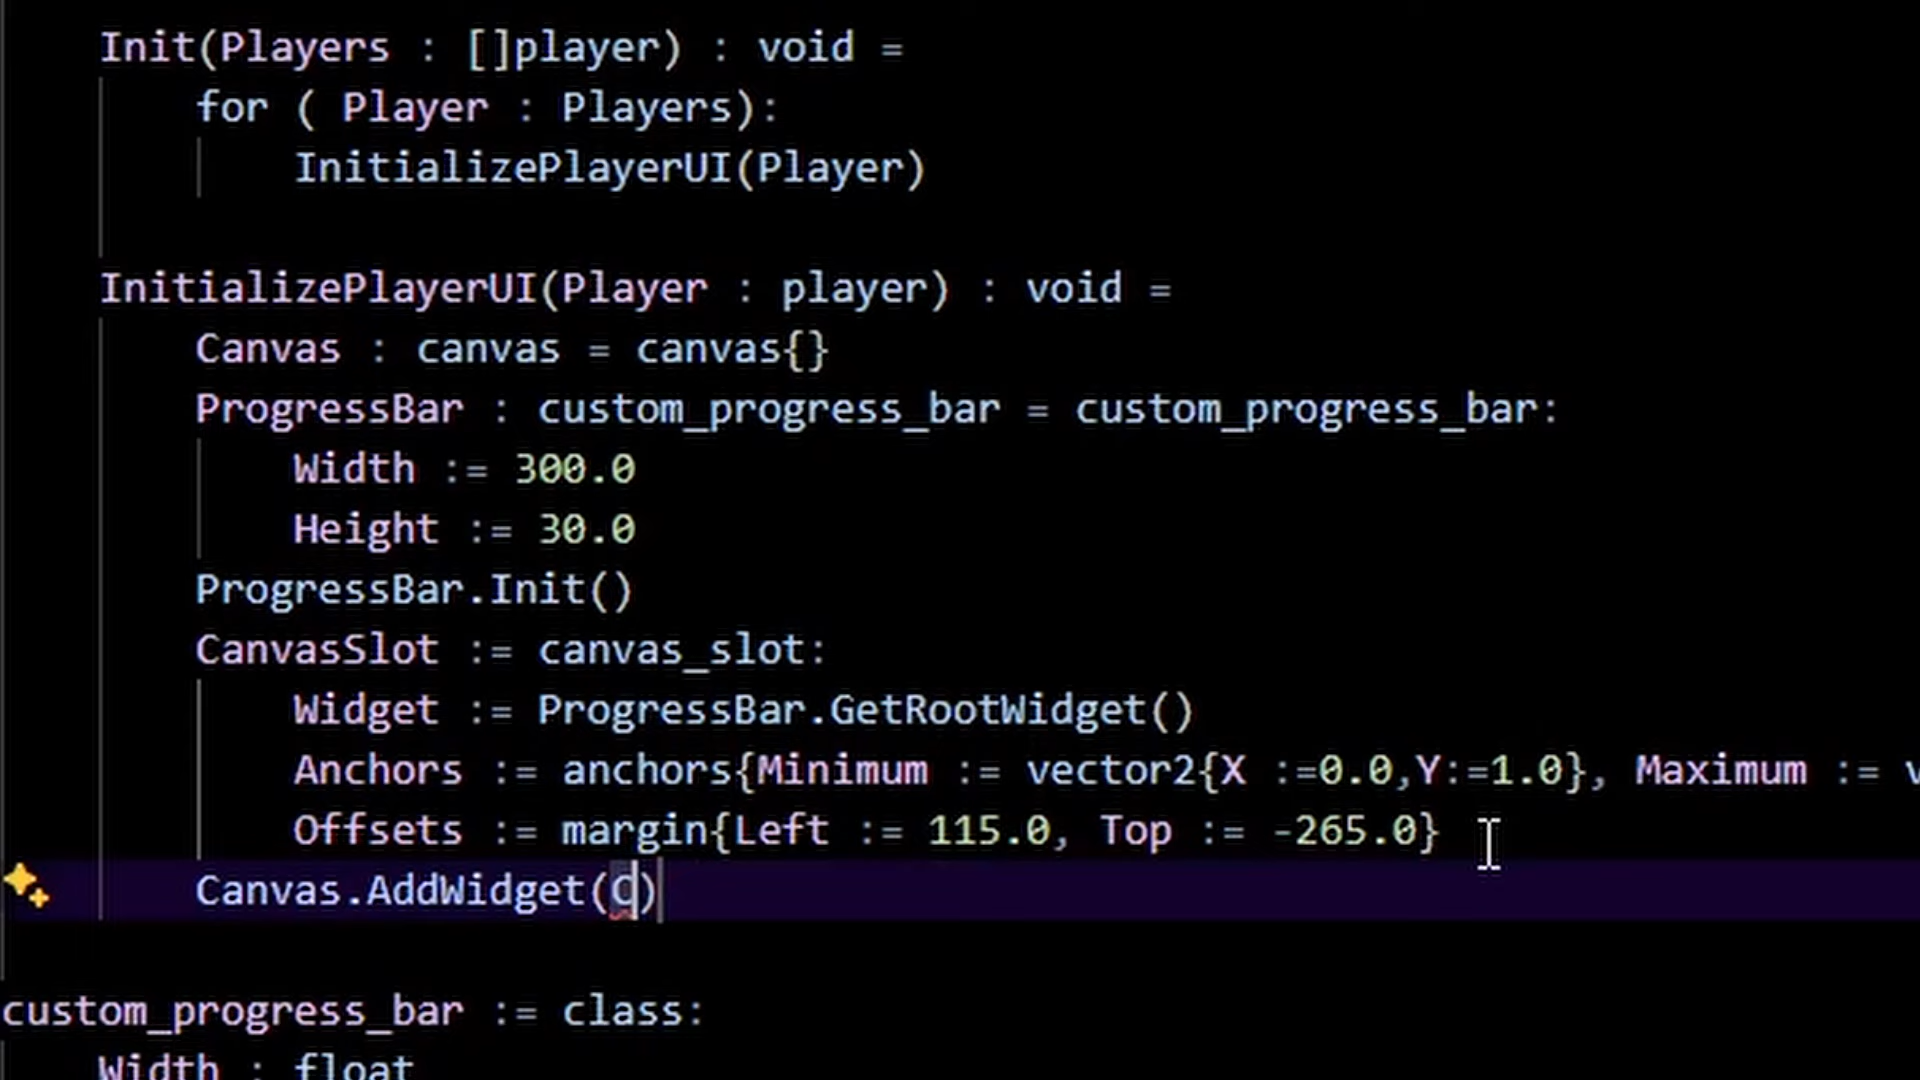 Init(Players : []player) : void =
for ( Player : Players):
InitializePlayerUI(Player)
InitializePlayerUI(Player : player) : void =
Canvas : canvas = canvas{}
ProgressBar : custom_progress_bar = custom_progress_bar:
Width := 300.0
Height := 30.0
ProgressBar.Init()
CanvasSlot := canvas_slot:
Widget := ProgressBar.GetRootWidget()
Anchors := anchors{Minimum := vector2{X :=0.0,Y:=1.0}, Maximum := v
Offsets := margin{Left := 115.0, Top := -265.0}
Canvas.AddWidget(C)
custom_progress_bar := class:
Width : float